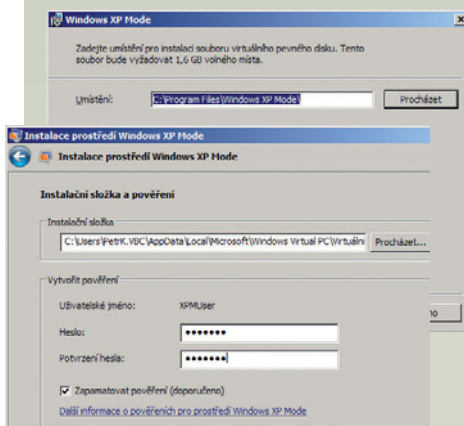 Windows XP Mode
Zadejte umístění pro instalaci souboru virtuálního pevného disku. Tento
soubor bude vyžadovat 1,6 GB volného místa.
Umístění:
C:\Program Files\Windows XP Mode\
Procházet
Instalace prostředí Windows XP Mode
Instalace prostředí Windows XP Mode
Instalační složka a pověření
Instalační složka
C:\Users\PetrK.VBC\AppData\Local\Microsoft\Windows Virtual PC\Virtuáln
Procházet...
Vytvořit pověření
Uživatelské jméno: XPMUser
Heslo: •••••••
Potvrzení hesla: •••••••
Zapamatovat pověření (doporučeno)
Další informace o pověřeních pro prostředí Windows XP Mode